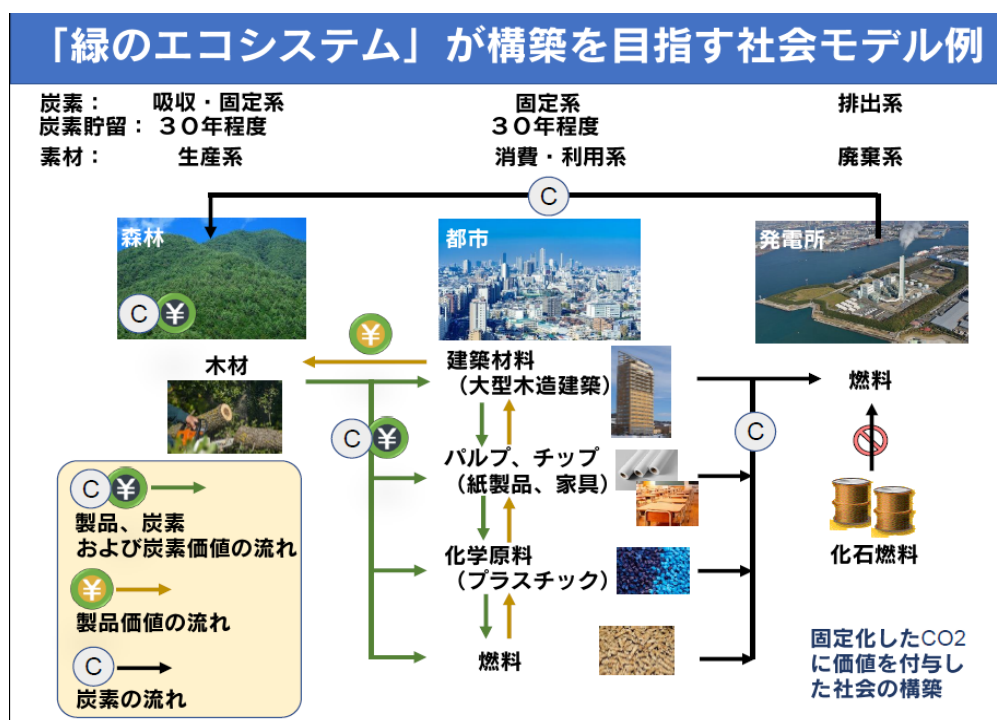 「緑のエコシステム」が構築を目指す社会モデル例
炭素： 吸収・固定系 固定系 排出系
炭素貯留： ３０年程度 ３０年程度
素材： 生産系 消費・利用系 廃棄系
C
森林
都市
発電所
C ¥
¥
木材
建築材料
（大型木造建築）
燃料
C ¥
C
パルプ、チップ
（紙製品、家具）
C ¥
製品、炭素
および炭素価値の流れ
化石燃料
化学原料
（プラスチック）
¥
製品価値の流れ
燃料
C
炭素の流れ
固定化したCO2
に価値を付与し
た社会の構築